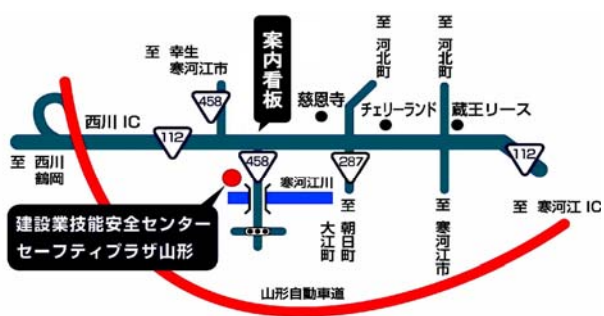 至 幸生
寒河江市
458
案内看板
慈恩寺
至 河北町
チェリーランド
至 河北町
蔵王リース
西川 IC
112
至 西川
鶴岡
458
寒河江川
287
112
至 寒河江 IC
建設業技能安全センター
セーフティプラザ山形
至 朝日町
大江町
至 寒河江市
山形自動車道